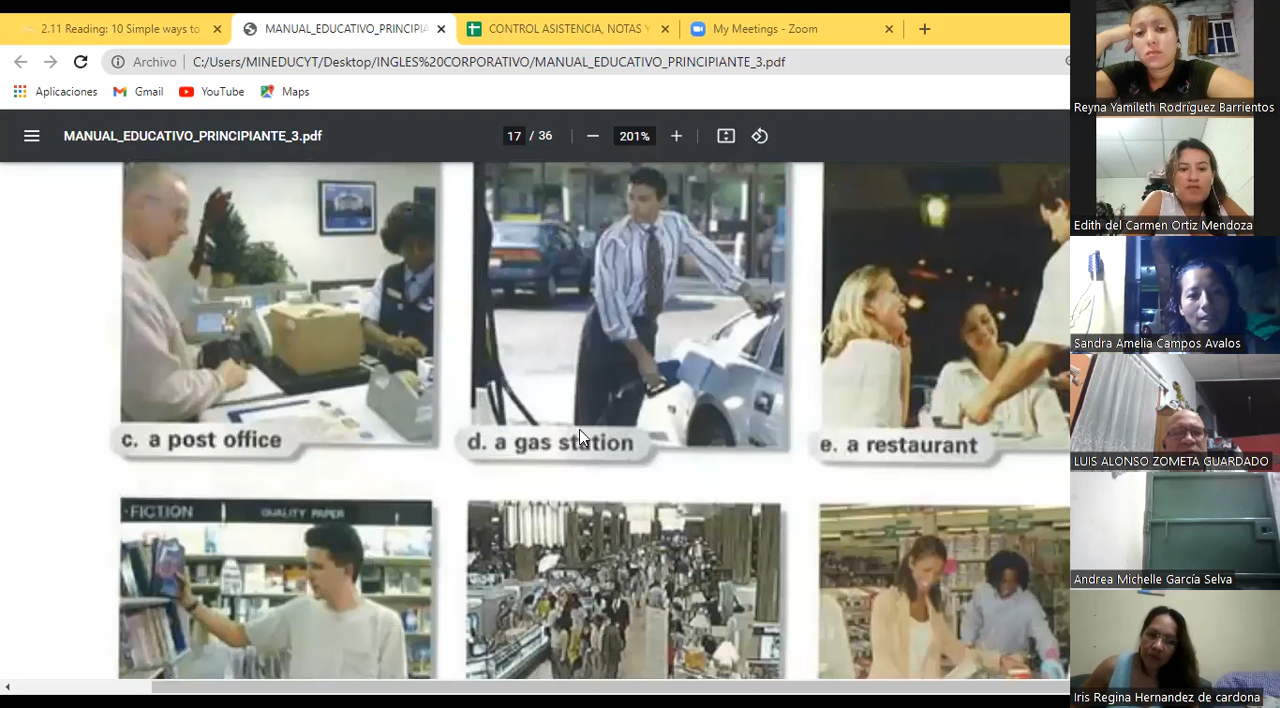 2.11 Reading: 10 Simple ways to
MANUAL_EDUCATIVO_PRINCIPIA
CONTROL ASISTENCIA, NOTAS Y
My Meetings - Zoom
Archivo
C:/Users/MINEDUCYT/Desktop/INGLES%20CORPORATIVO/MANUAL_EDUCATIVO_PRINCIPIANTE_3.pdf
Aplicaciones
Gmail
YouTube
Maps
MANUAL_EDUCATIVO_PRINCIPIANTE_3.pdf
17 / 36
201%
c. a post office
d. a gas station
e. a restaurant
FICTION
QUALITY PAPER
Reyna Yamileth Rodríguez Barrientos
Edith del Carmen Ortiz Mendoza
Sandra Amelia Campos Avalos
LUIS ALONSO ZOMETA GUARDADO
Andrea Michelle García Selva
Iris Regina Hernandez de cardona